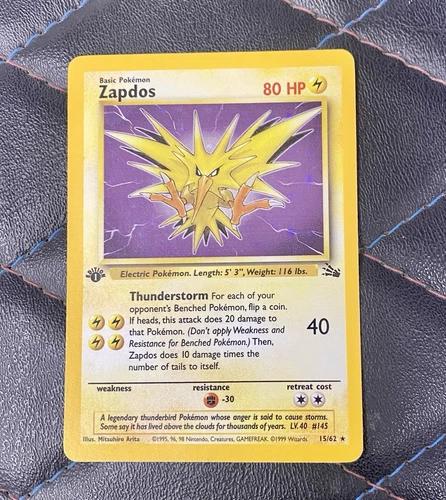 Basic Pokémon
Zapdos 80 HP
Electric Pokémon. Length: 5' 3", Weight: 116 lbs.
EDITION
1
Thunderstorm For each of your
opponent's Benched Pokémon, flip a coin.
If heads, this attack does 20 damage to
that Pokémon. (Don't apply Weakness and
Resistance for Benched Pokémon.) Then,
Zapdos does 10 damage times the
number of tails to itself.
40
weakness resistance retreat cost
-30
A legendary thunderbird Pokémon whose anger is said to cause storms.
Some say it has lived above the clouds for thousands of years. LV. 40 #145
Illus. Mitsuhiro Arita ©1995, 96, 98 Nintendo, Creatures, GAMEFREAK. ©1999 Wizards. 15/62 ★